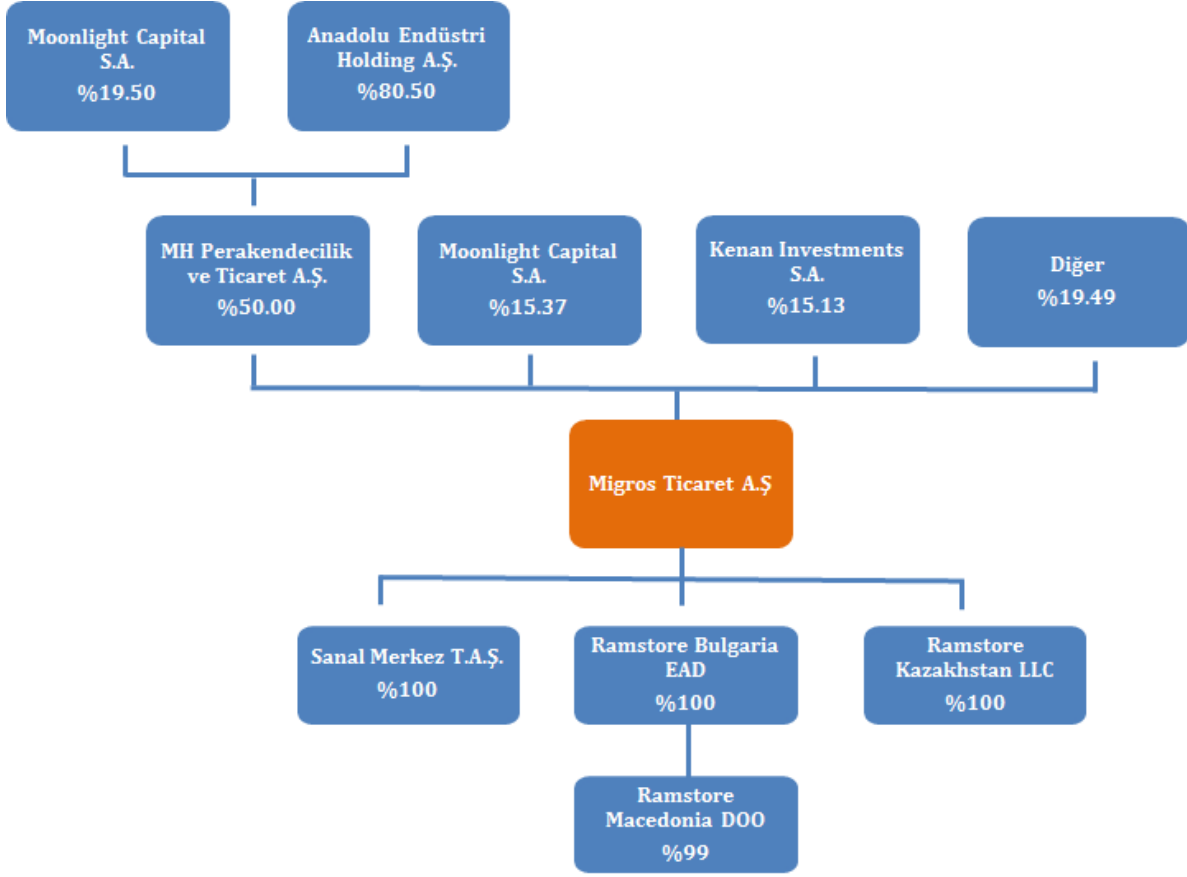 Moonlight Capital
S.A.
%19.50
Anadolu Endüstri
Holding A.Ş.
%80.50
MH Perakendecilik
ve Ticaret A.Ş.
%50.00
Moonlight Capital
S.A.
%15.37
Kenan Investments
S.A.
%15.13
Diğer
%19.49
Migros Ticaret A.Ş
Sanal Merkez T.A.Ş.
%100
Ramstore Bulgaria
EAD
%100
Ramstore
Kazakhstan LLC
%100
Ramstore
Macedonia DOO
%99